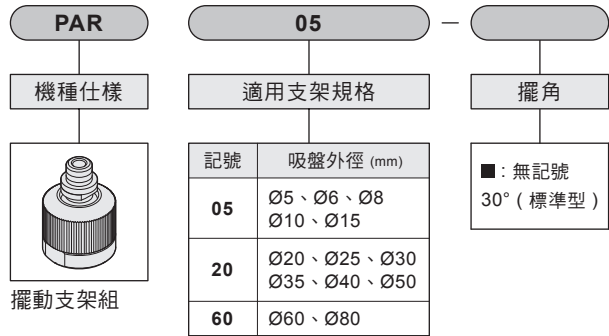 PAR 05 －
機種仕樣
適用支架規格
擺角
擺動支架組
記號 吸盤外徑 (mm)
05 Ø5、Ø6、Ø8
Ø10、Ø15
20 Ø20、Ø25、Ø30
Ø35、Ø40、Ø50
60 Ø60、Ø80
■：無記號
30° ( 標準型 )